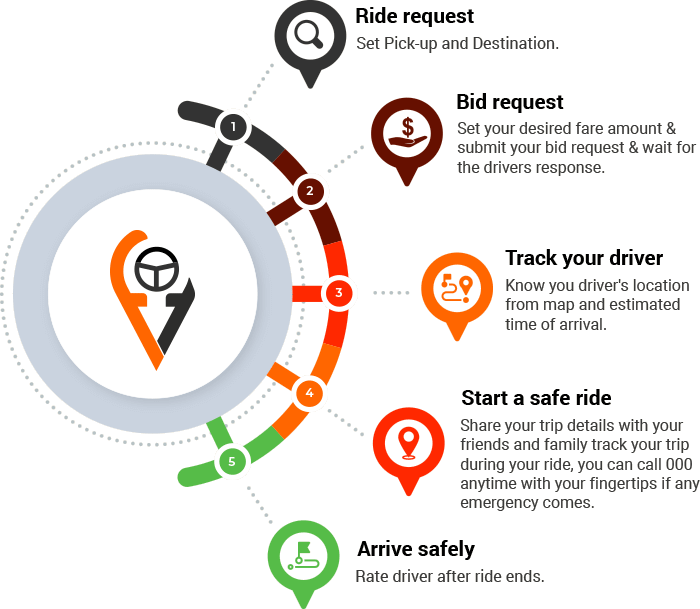 Ride request
Set Pick-up and Destination.
1
Bid request
Set your desired fare amount &
submit your bid request & wait for
the drivers response.
2
Track your driver
Know you driver's location
from map and estimated
time of arrival.
3
Start a safe ride
Share your trip details with your
friends and family track your trip
during your ride, you can call 000
anytime with your fingertips if any
emergency comes.
4
Arrive safely
Rate driver after ride ends.
5
$